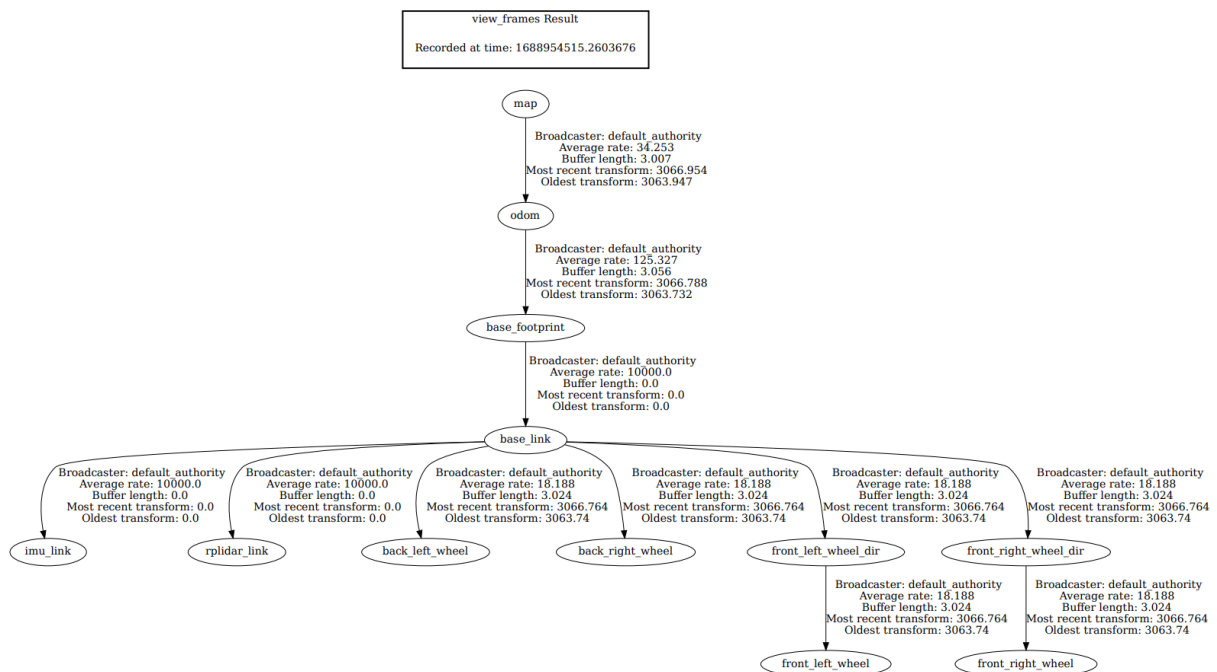 view_frames Result
Recorded at time: 1688954515.2603676
map
Broadcaster: default_authority
Average rate: 34.253
Buffer length: 3.007
Most recent transform: 3066.954
Oldest transform: 3063.947
odom
Broadcaster: default_authority
Average rate: 125.327
Buffer length: 3.056
Most recent transform: 3066.788
Oldest transform: 3063.732
base_footprint
Broadcaster: default_authority
Average rate: 10000.0
Buffer length: 0.0
Most recent transform: 0.0
Oldest transform: 0.0
base_link
Broadcaster: default_authority
Average rate: 10000.0
Buffer length: 0.0
Most recent transform: 0.0
Oldest transform: 0.0
Broadcaster: default_authority
Average rate: 10000.0
Buffer length: 0.0
Most recent transform: 0.0
Oldest transform: 0.0
Broadcaster: default_authority
Average rate: 18.188
Buffer length: 3.024
Most recent transform: 3066.764
Oldest transform: 3063.74
Broadcaster: default_authority
Average rate: 18.188
Buffer length: 3.024
Most recent transform: 3066.764
Oldest transform: 3063.74
Broadcaster: default_authority
Average rate: 18.188
Buffer length: 3.024
Most recent transform: 3066.764
Oldest transform: 3063.74
Broadcaster: default_authority
Average rate: 18.188
Buffer length: 3.024
Most recent transform: 3066.764
Oldest transform: 3063.74
imu_link
rplidar_link
back_left_wheel
back_right_wheel
front_left_wheel_dir
front_right_wheel_dir
Broadcaster: default_authority
Average rate: 18.188
Buffer length: 3.024
Most recent transform: 3066.764
Oldest transform: 3063.74
Broadcaster: default_authority
Average rate: 18.188
Buffer length: 3.024
Most recent transform: 3066.764
Oldest transform: 3063.74
front_left_wheel
front_right_wheel